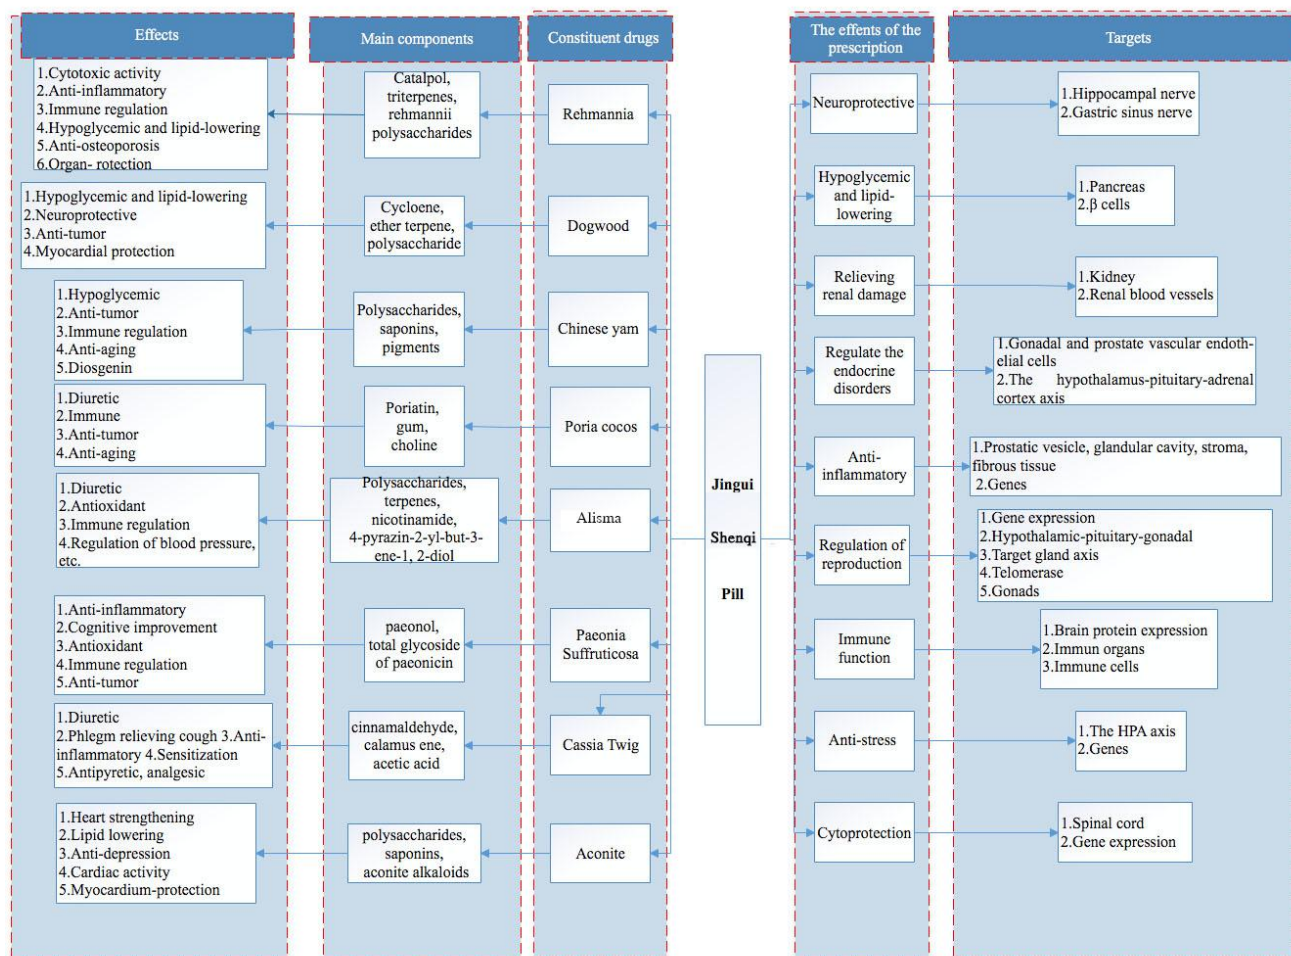 Effects
Main components
Constituent drugs
The effents of the
prescription
Targets
1.Cytotoxic activity
2.Anti-inflammatory
3.Immune regulation
4.Hypoglycemic and lipid-lowering
5.Anti-osteoporosis
6.Organ- rotection
Catalpol,
triterpenes,
rehmannii
polysaccharides
Rehmannia
1.Hypoglycemic and lipid-lowering
2.Neuroprotective
3.Anti-tumor
4.Myocardial protection
Cycloene,
ether terpene,
polysaccharide
Dogwood
1.Hypoglycemic
2.Anti-tumor
3.Immune regulation
4.Anti-aging
5.Diosgenin
Polysaccharides,
saponins,
pigments
Chinese yam
1.Diuretic
2.Immune
3.Anti-tumor
4.Anti-aging
Poriatin,
gum,
choline
Poria cocos
1.Diuretic
2.Antioxidant
3.Immune regulation
4.Regulation of blood pressure,
etc.
Polysaccharides,
terpenes,
nicotinamide,
4-pyrazin-2-yl-but-3-
ene-1, 2-diol
Alisma
1.Anti-inflammatory
2.Cognitive improvement
3.Antioxidant
4.Immune regulation
5.Anti-tumor
paeonol,
total glycoside
of paeonicin
Paeonia
Suffruticosa
1.Diuretic
2.Phlegm relieving cough 3.Anti-
inflammatory 4.Sensitization
5.Antipyretic, analgesic
cinnamaldehyde,
calamus ene,
acetic acid
Cassia Twig
1.Heart strengthening
2.Lipid lowering
3.Anti-depression
4.Cardiac activity
5.Myocardium-protection
polysaccharides,
saponins,
aconite alkaloids
Aconite
Jingui
Shenqi
Pill
Neuroprotective
1.Hippocampal nerve
2.Gastric sinus nerve
Hypoglycemic
and lipid-
lowering
1.Pancreas
2.β cells
Relieving
renal damage
1.Kidney
2.Renal blood vessels
Regulate the
endocrine
disorders
1.Gonadal and prostate vascular endoth-
elial cells
2.The hypothalamus-pituitary-adrenal
cortex axis
Anti-
inflammatory
1.Prostatic vesicle, glandular cavity, stroma,
fibrous tissue
2.Genes
Regulation of
reproduction
1.Gene expression
2.Hypothalamic-pituitary-gonadal
3.Target gland axis
4.Telomerase
5.Gonads
Immune
function
1.Brain protein expression
2.Immun organs
3.Immune cells
Anti-stress
1.The HPA axis
2.Genes
Cytoprotection
1.Spinal cord
2.Gene expression